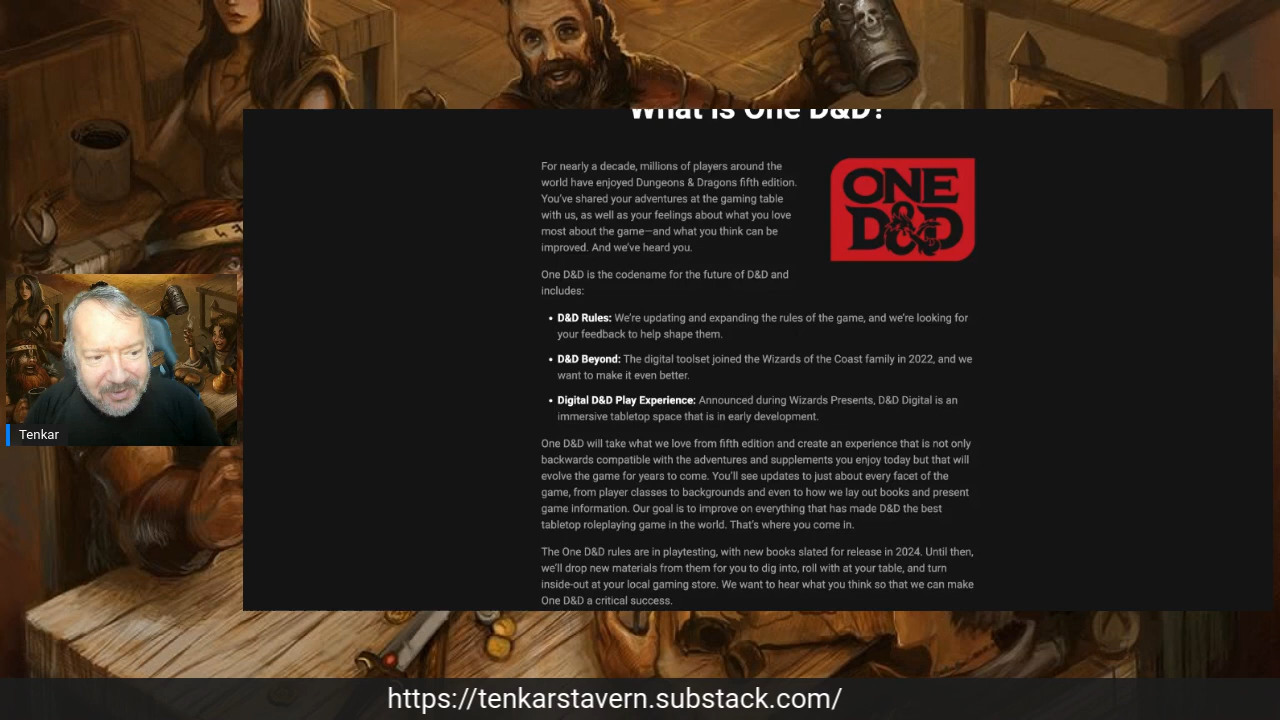 What is One D&D?
For nearly a decade, millions of players around the
world have enjoyed Dungeons & Dragons fifth edition.
You've shared your adventures at the gaming table
with us, as well as your feelings about what you love
most about the game—and what you think can be
improved. And we've heard you.
ONE
D&D
One D&D is the codename for the future of D&D and
includes:
• D&D Rules: We're updating and expanding the rules of the game, and we're looking for
your feedback to help shape them.
• D&D Beyond: The digital toolset joined the Wizards of the Coast family in 2022, and we
want to make it even better.
• Digital D&D Play Experience: Announced during Wizards Presents, D&D Digital is an
immersive tabletop space that is in early development.
One D&D will take what we love from fifth edition and create an experience that is not only
backwards compatible with the adventures and supplements you enjoy today but that will
evolve the game for years to come. You'll see updates to just about every facet of the
game, from player classes to backgrounds and even to how we lay out books and present
game information. Our goal is to improve on everything that has made D&D the best
tabletop roleplaying game in the world. That's where you come in.
The One D&D rules are in playtesting, with new books slated for release in 2024. Until then,
we'll drop new materials from them for you to dig into, roll with at your table, and turn
inside-out at your local gaming store. We want to hear what you think so that we can make
One D&D a critical success.
Tenkar
https://tenkarstavern.substack.com/